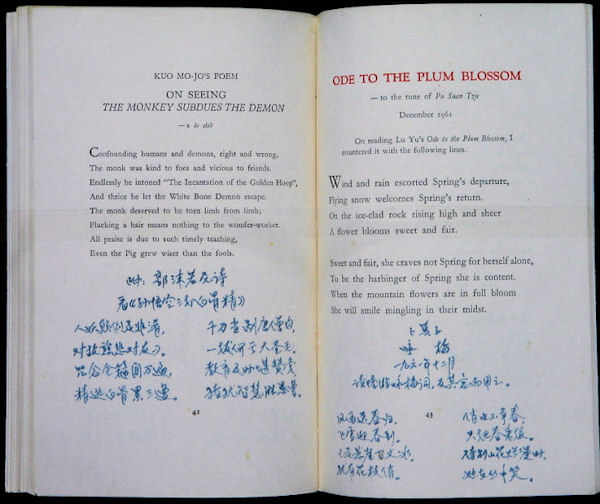 KUO MO-JO'S POEM
ON SEEING
THE MONKEY SUBDUES THE DEMON
—a lu shih
Confounding humans and demons, right and wrong,
The monk was kind to foes and vicious to friends.
Endlessly he intoned "The Incantation of the Golden Hoop",
And thrice he let the White Bone Demon escape.
The monk deserved to be torn limb from limb;
Plucking a hair means nothing to the wonder-worker.
All praise is due to such timely teaching,
Even the Pig grew wiser than the fools.
附：郭沫若原诗
看《孙悟空三打白骨精》
人妖颠倒是非淆，
对敌慈悲对友刁。
咒念金箍闻万遍，
精逃白骨累三遭。
千刀当剐唐僧肉，
一拔何亏大圣毛。
教育及时堪赞赏，
猪犹智慧胜愚曹。
42
ODE TO THE PLUM BLOSSOM
—to the tune of Pu Suan Tzu
December 1961
On reading Lu Yu's Ode to the Plum Blossom, I
countered it with the following lines.
Wind and rain escorted Spring's departure,
Flying snow welcomes Spring's return.
On the ice-clad rock rising high and sheer
A flower blooms sweet and fair.
Sweet and fair, she craves not Spring for herself alone,
To be the harbinger of Spring she is content.
When the mountain flowers are in full bloom
She will smile mingling in their midst.
卜算子
咏 梅
九六一年十二月
读陆游咏梅词，反其意而用之。
43
风雨送春归，
飞雪迎春到。
已是悬崖百丈冰，
犹有花枝俏。
俏也不争春，
只把春来报。
待到山花烂漫时，
她在丛中笑。